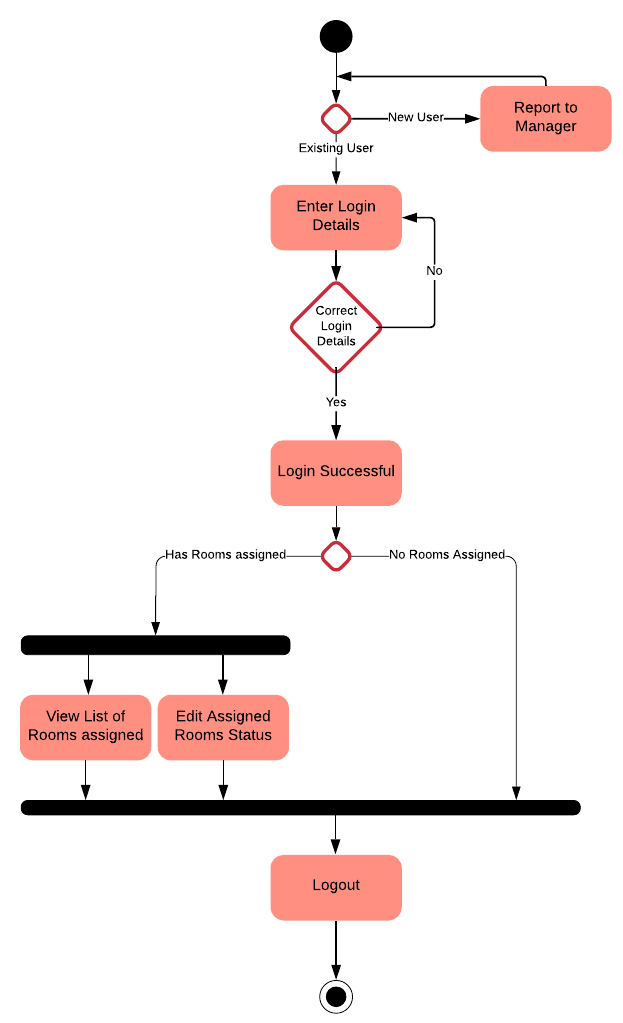 Report to
Manager
New User
Existing User
Enter Login
Details
No
Correct
Login
Details
Yes
Login Successful
Has Rooms assigned
No Rooms Assigned
View List of
Rooms assigned
Edit Assigned
Rooms Status
Logout